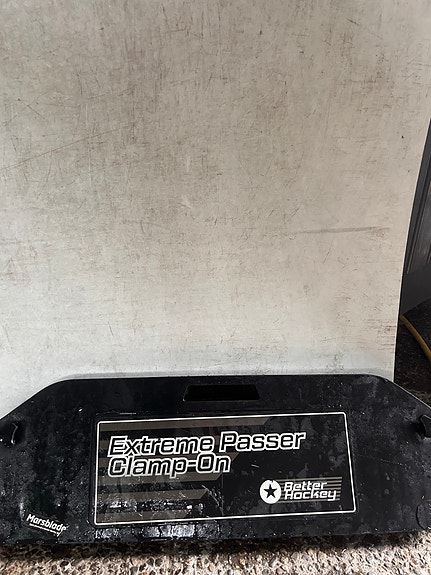 Extreme Passer
Clamp-On
Better
Hockey
Marsblade